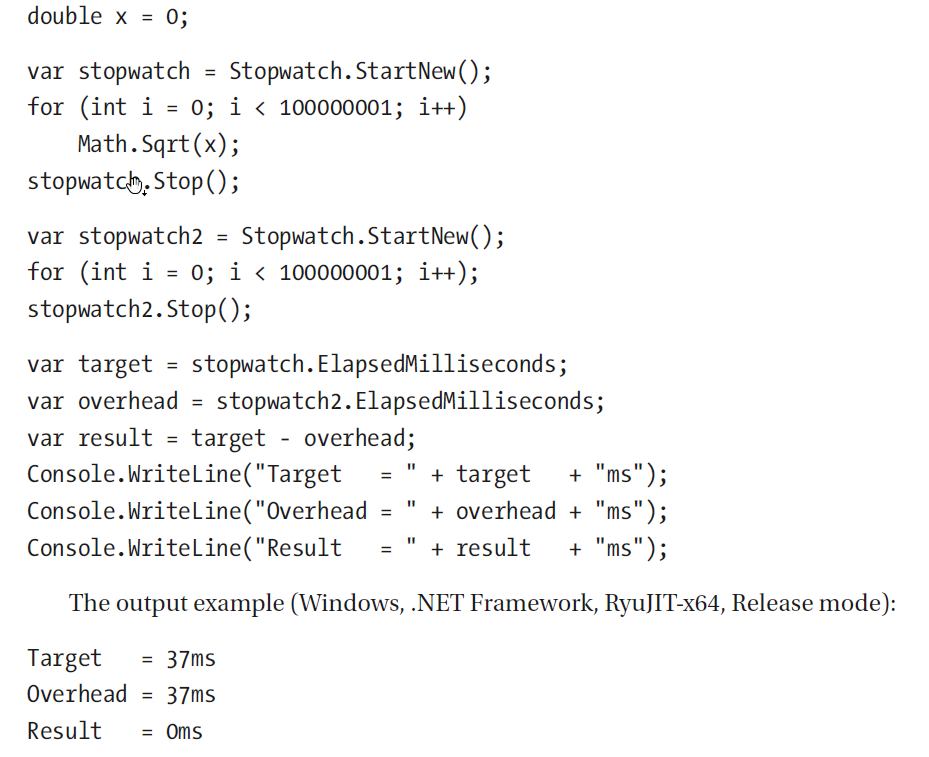 double x = 0;
var stopwatch = Stopwatch.StartNew();
for (int i = 0; i < 100000001; i++)
    Math.Sqrt(x);
stopwatch.Stop();
var stopwatch2 = Stopwatch.StartNew();
for (int i = 0; i < 100000001; i++);
stopwatch2.Stop();
var target = stopwatch.ElapsedMilliseconds;
var overhead = stopwatch2.ElapsedMilliseconds;
var result = target - overhead;
Console.WriteLine("Target   = " + target   + "ms");
Console.WriteLine("Overhead = " + overhead + "ms");
Console.WriteLine("Result   = " + result   + "ms");
The output example (Windows, .NET Framework, RyuJIT-x64, Release mode):
Target   = 37ms
Overhead = 37ms
Result   = 0ms